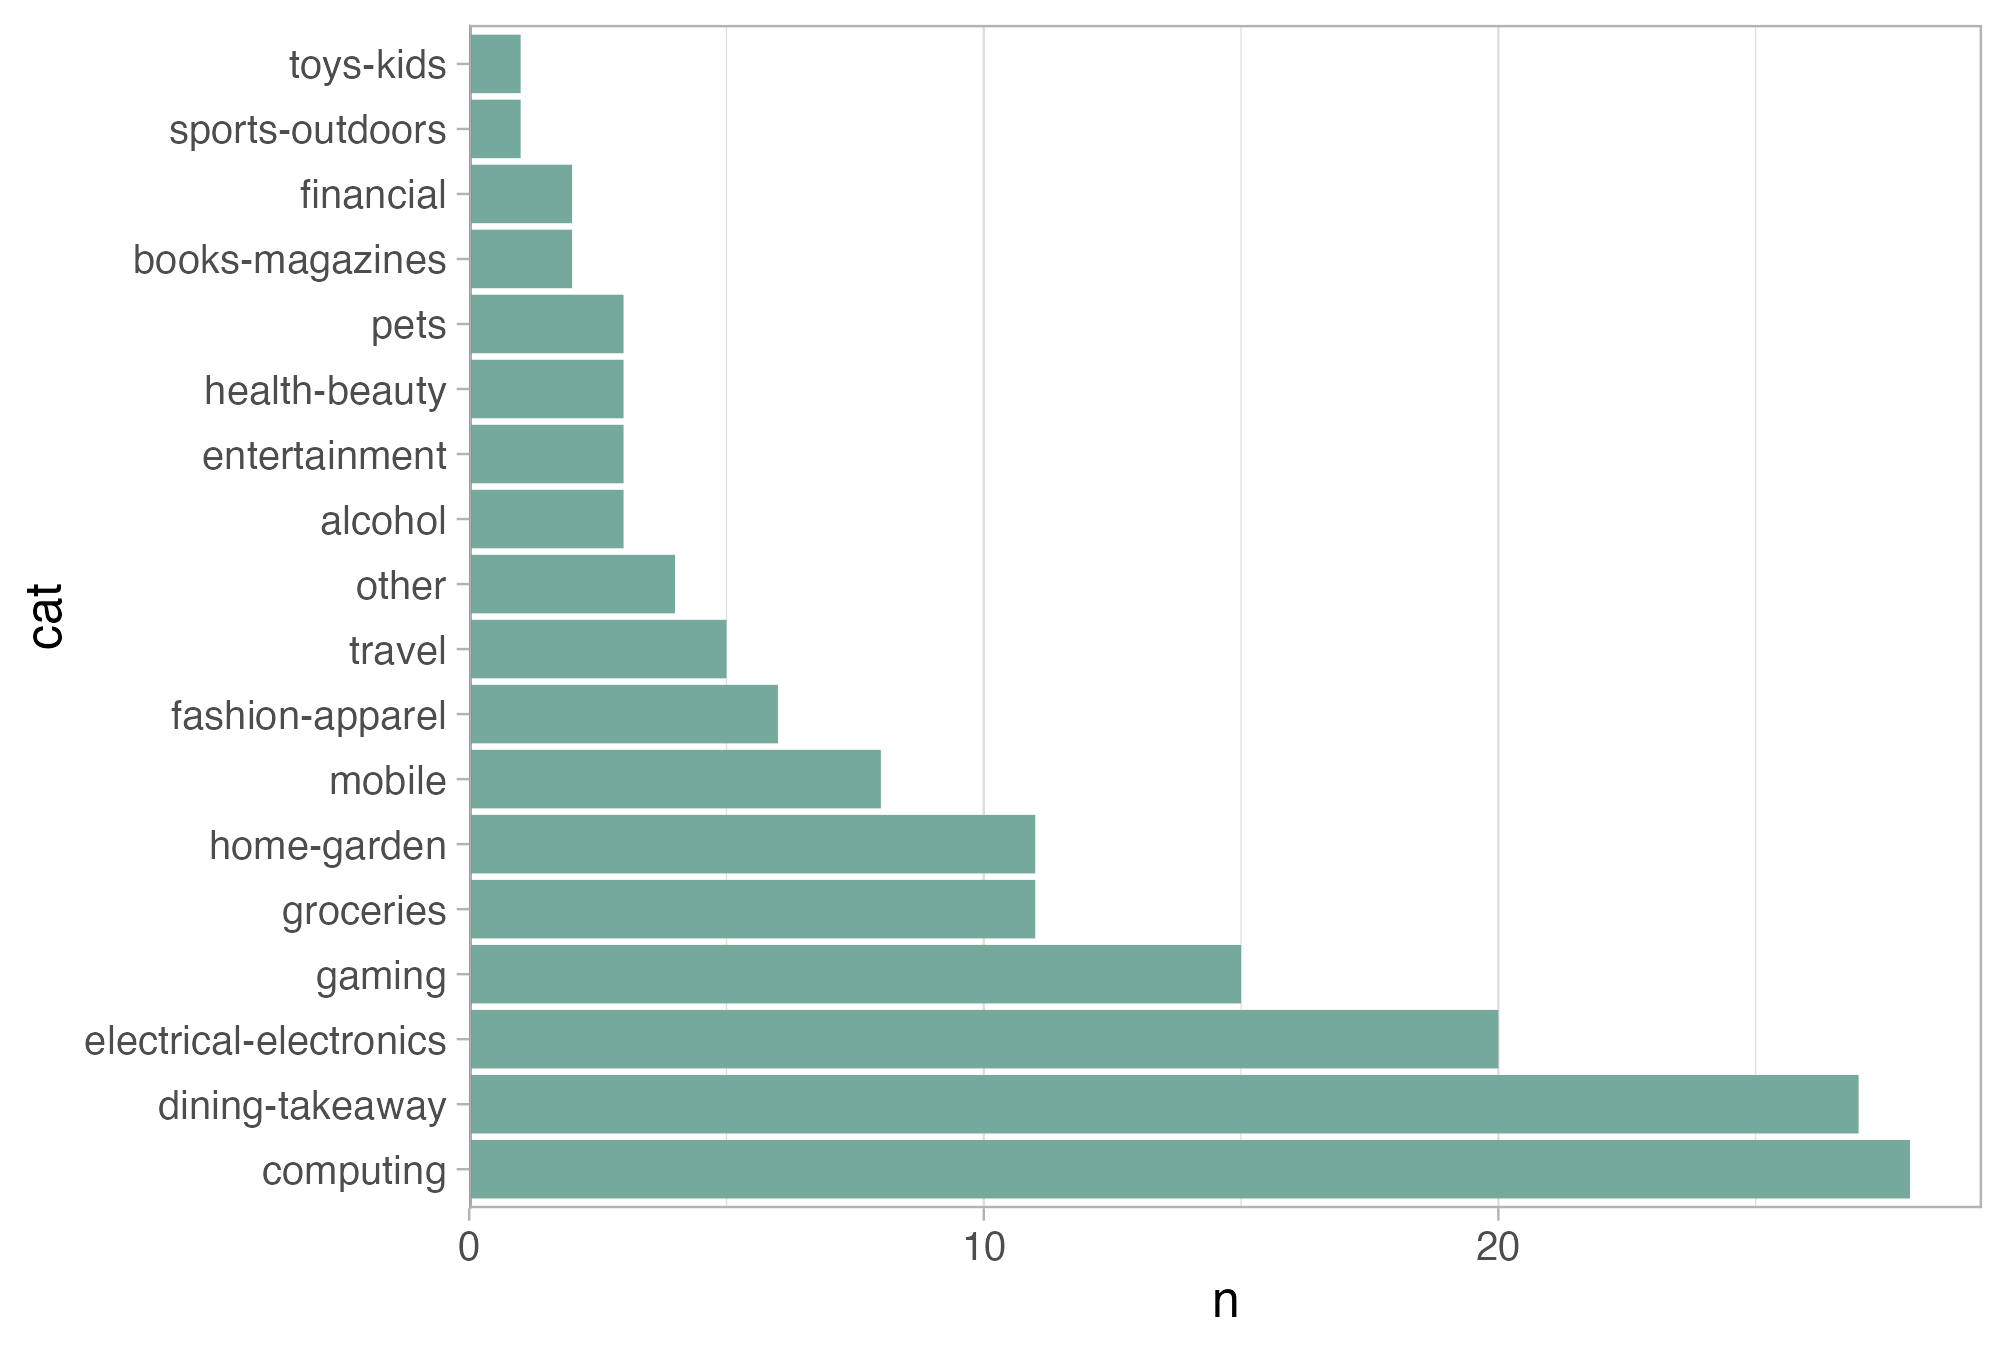 toys-kids
sports-outdoors
financial
books-magazines
pets
health-beauty
entertainment
alcohol
other
travel
fashion-apparel
mobile
home-garden
groceries
gaming
electrical-electronics
dining-takeaway
computing
cat
0 10 20
n